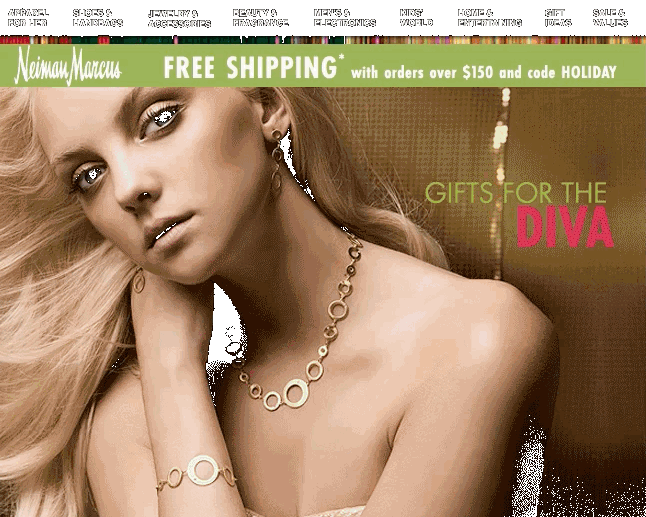 APPAREL FOR HER
SHOES & HANDBAGS
JEWELRY & ACCESSORIES
BEAUTY & FRAGRANCE
MEN'S & ELECTRONICS
KIDS' WORLD
HOME & ENTERTAINING
GIFT IDEAS
SALE & VALUES
Neiman Marcus
FREE SHIPPING* with orders over $150 and code HOLIDAY
GIFTS FOR THE
DIVA